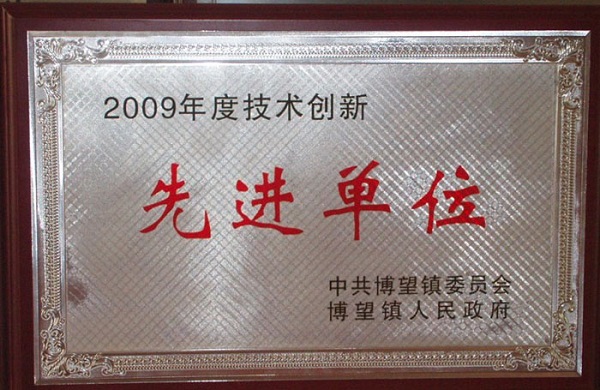 2009年度技术创新
先进单位
中共博望镇委员会
博望镇人民政府